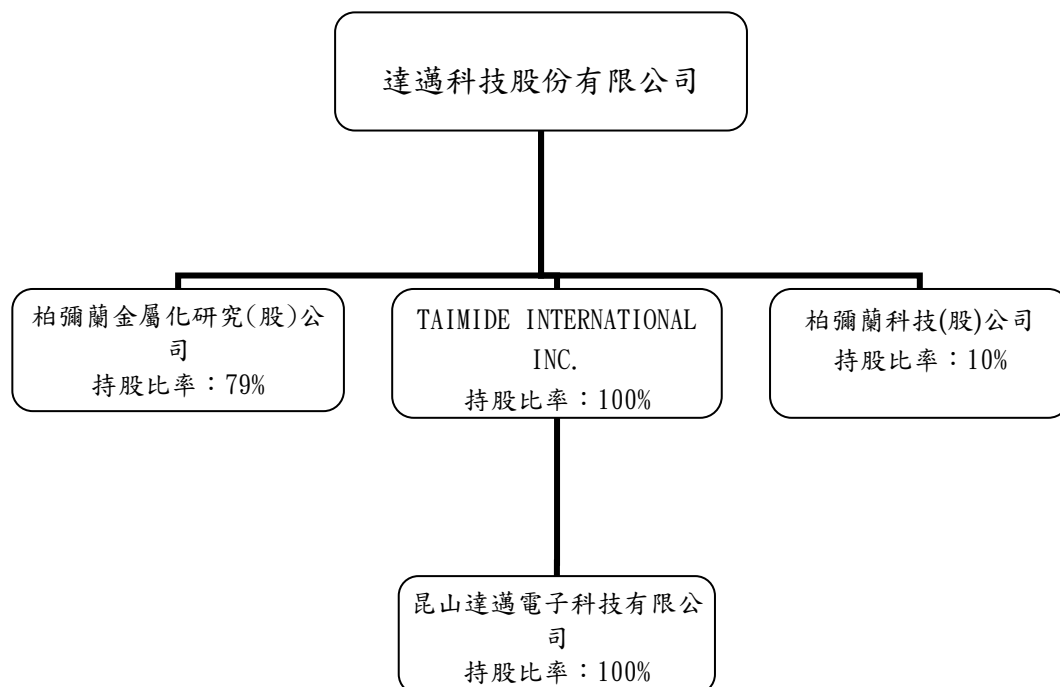 達邁科技股份有限公司
柏彌蘭金屬化研究(股)公
司
持股比率：79%
TAIMIDE INTERNATIONAL
INC.
持股比率：100%
柏彌蘭科技(股)公司
持股比率：10%
昆山達邁電子科技有限公
司
持股比率：100%